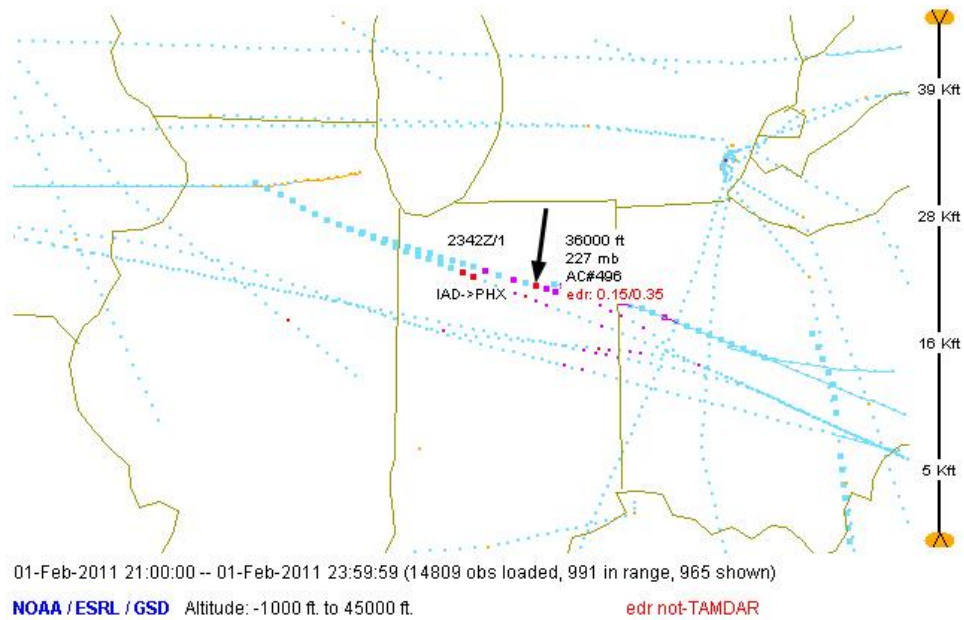 39 Kft
28 Kft
2342Z/1
36000 ft
227 mb
AC#496
IAD->PHX
edr: 0.15/0.35
16 Kft
5 Kft
01-Feb-2011 21:00:00 -- 01-Feb-2011 23:59:59 (14809 obs loaded, 991 in range, 965 shown)
NOAA / ESRL / GSD Altitude: -1000 ft. to 45000 ft. edr not-TAMDAR